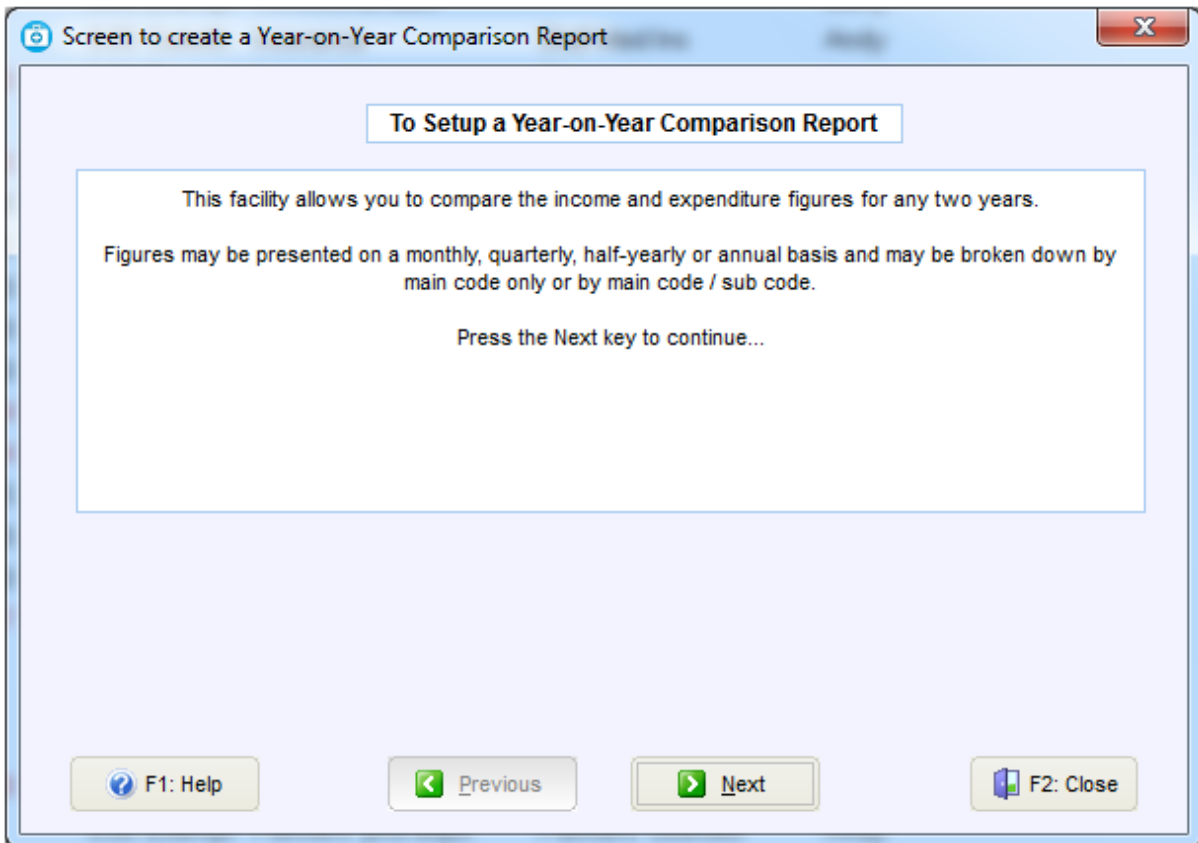 Screen to create a Year-on-Year Comparison Report
To Setup a Year-on-Year Comparison Report
This facility allows you to compare the income and expenditure figures for any two years.
Figures may be presented on a monthly, quarterly, half-yearly or annual basis and may be broken down by
main code only or by main code / sub code.
Press the Next key to continue...
F1: Help
Previous
Next
F2: Close